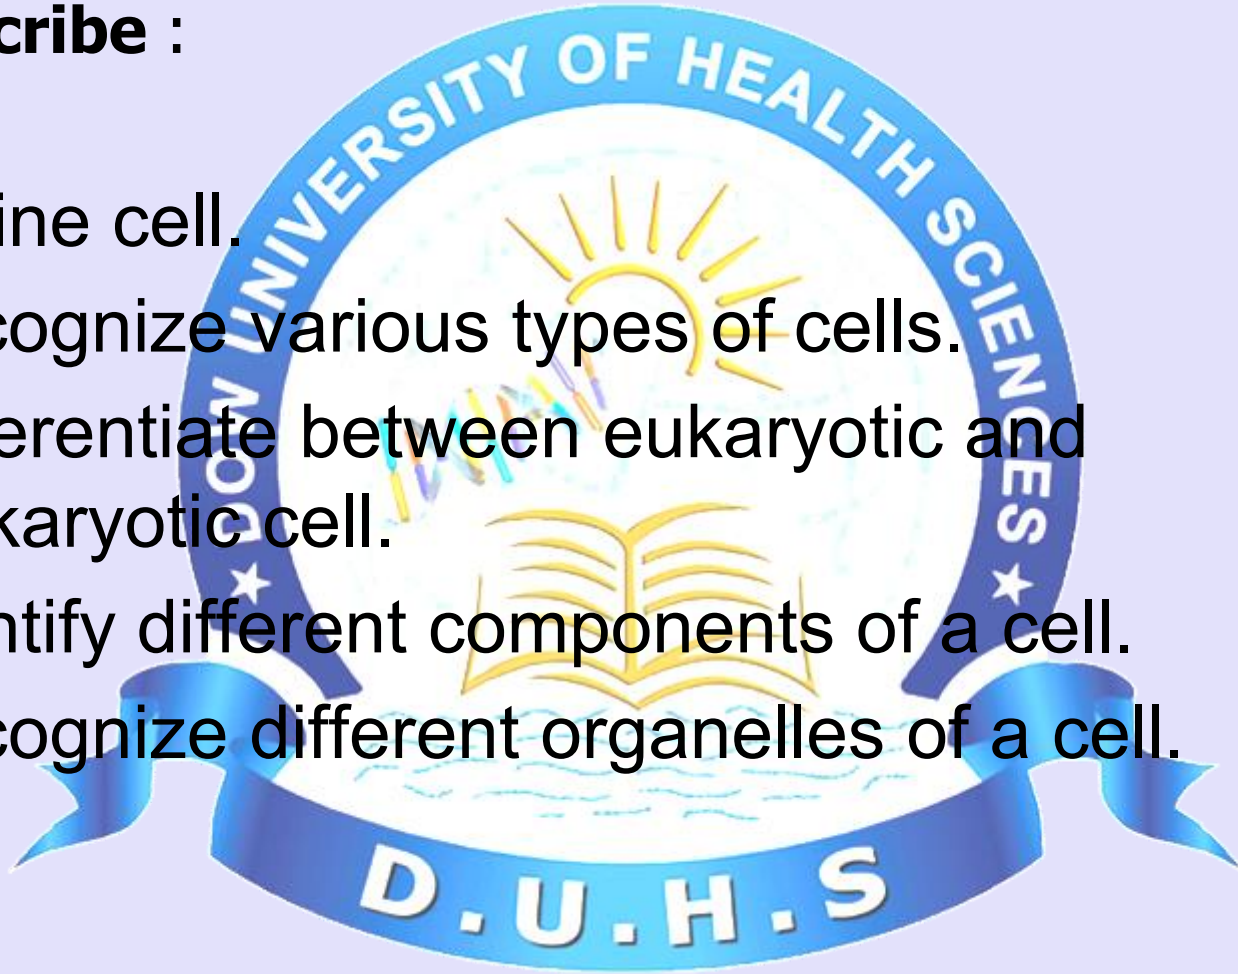 cribe :
ine cell.
cognize various types of cells.
erentiate between eukaryotic and
karyotic cell.
ntify different components of a cell.
cognize different organelles of a cell.
★ DOW UNIVERSITY OF HEALTH SCIENCES ★
D.U.H.S